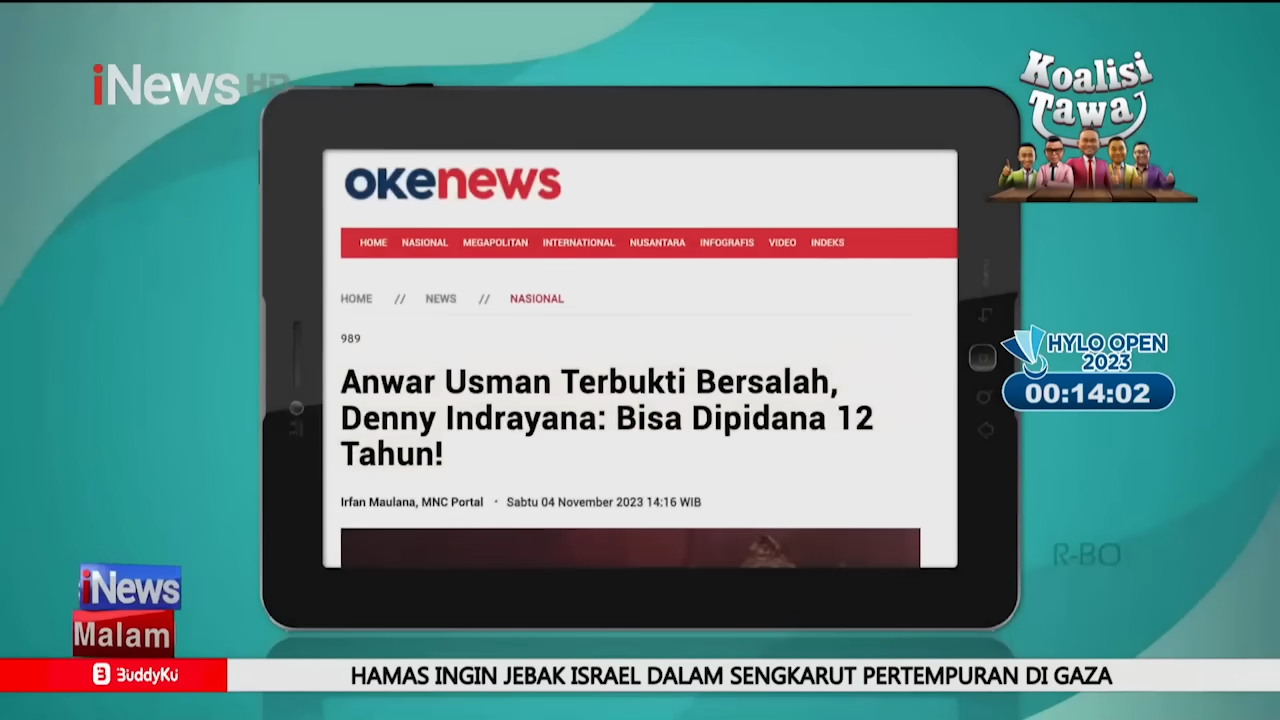 iNews HD
Koalisi
Tawa
OKENEWS
HOME NASIONAL MEGAPOLITAN INTERNATIONAL NUSANTARA INFOGRAFIS VIDEO INDEKS
HOME // NEWS // NASIONAL
989
Anwar Usman Terbukti Bersalah,
Denny Indrayana: Bisa Dipidana 12
Tahun!
Irfan Maulana, MNC Portal · Sabtu 04 November 2023 14:16 WIB
HYLO OPEN
2023
00:14:02
R-BO
iNews
Malam
BuddyKu
HAMAS INGIN JEBAK ISRAEL DALAM SENGKARUT PERTEMPURAN DI GAZA